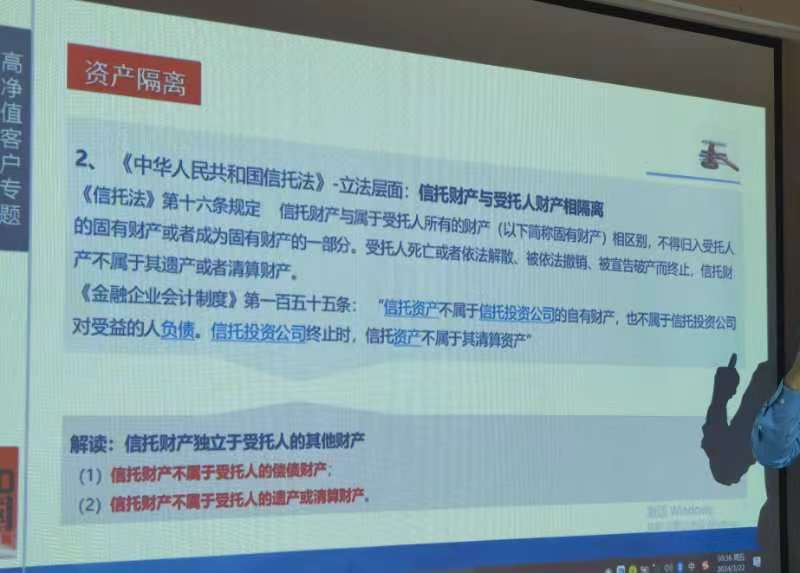 高净值客户专题
资产隔离
2、《中华人民共和国信托法》-立法层面：信托财产与受托人财产相隔离
《信托法》第十六条规定 信托财产与属于受托人所有的财产（以下简称固有财产）相区别，不得归入受托人
的固有财产或者成为固有财产的一部分。受托人死亡或者依法解散、被依法撤销、被宣告破产而终止，信托财
产不属于其遗产或者清算财产。
《金融企业会计制度》第一百五十五条：“信托资产不属于信托投资公司的自有财产，也不属于信托投资公司
对受益的人负债。信托投资公司终止时，信托资产不属于其清算资产”
解读：信托财产独立于受托人的其他财产
（1）信托财产不属于受托人的偿债财产；
（2）信托财产不属于受托人的遗产或清算财产。
激活 Windows
中
2024/3/22